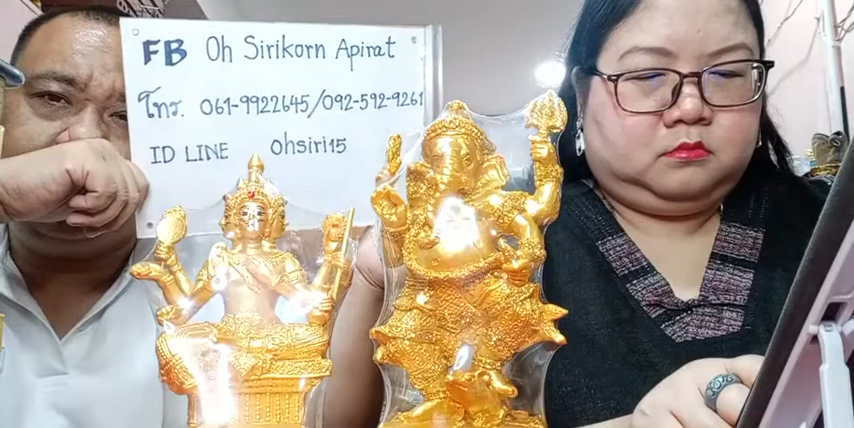 FB Oh Sirikorn Apirat
โทร. 061-9922645/092-592-9261
ID LINE ohsiri15